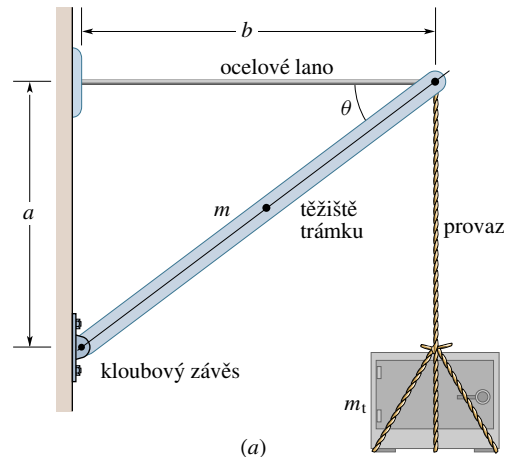 b
ocelové lano
θ
a
m
těžiště
trámku
provaz
kloubový závěs
m_t
(a)